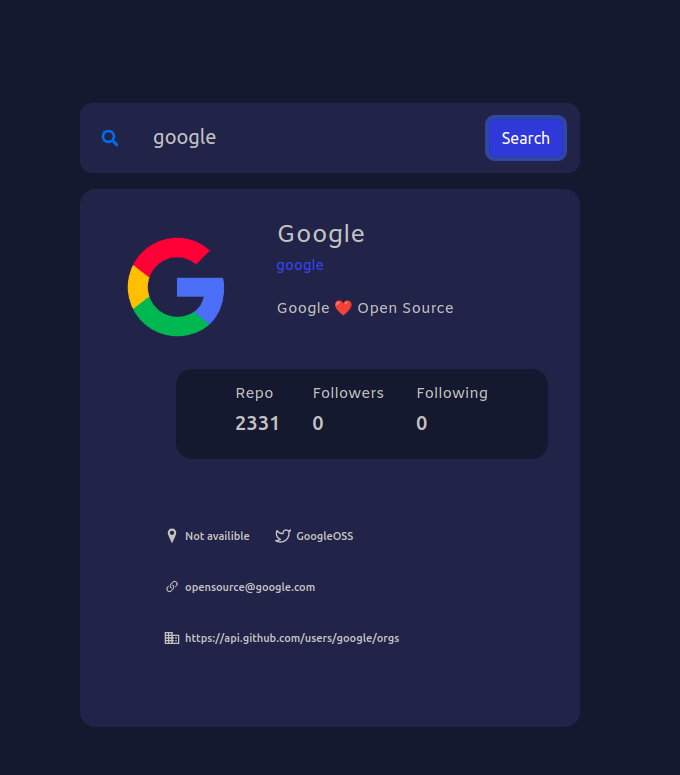 google
Search
Google
google
Google ❤️ Open Source
Repo Followers Following
2331 0 0
Not availible GoogleOSS
opensource@google.com
https://api.github.com/users/google/orgs